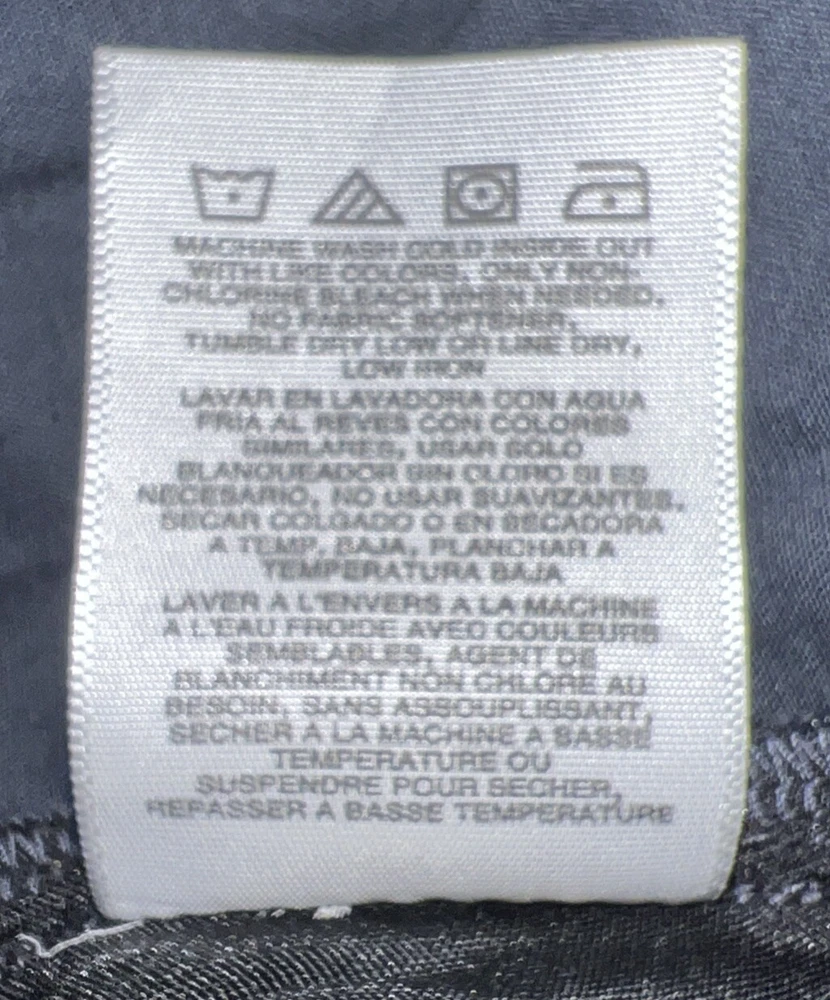 MACHINE WASH COLD INSIDE OUT
WITH LIKE COLORS, ONLY NON-
CHLORINE BLEACH WHEN NEEDED,
NO FABRIC SOFTENER,
TUMBLE DRY LOW OR LINE DRY,
LOW IRON
LAVAR EN LAVADORA CON AGUA
FRIA AL REVES CON COLORES
SIMILARES, USAR SOLO
BLANQUEADOR SIN CLORO SI ES
NECESARIO, NO USAR SUAVIZANTES,
SECAR COLGADO O EN SECADORA
A TEMP. BAJA, PLANCHAR A
TEMPERATURA BAJA
LAVER A L'ENVERS A LA MACHINE
A L'EAU FROIDE AVEC COULEURS
SEMBLABLES, AGENT DE
BLANCHIMENT NON CHLORE AU
BESOIN, SANS ASSOUPLISSANT,
SECHER A LA MACHINE A BASSE
TEMPERATURE OU
SUSPENDRE POUR SECHER,
REPASSER A BASSE TEMPERATURE